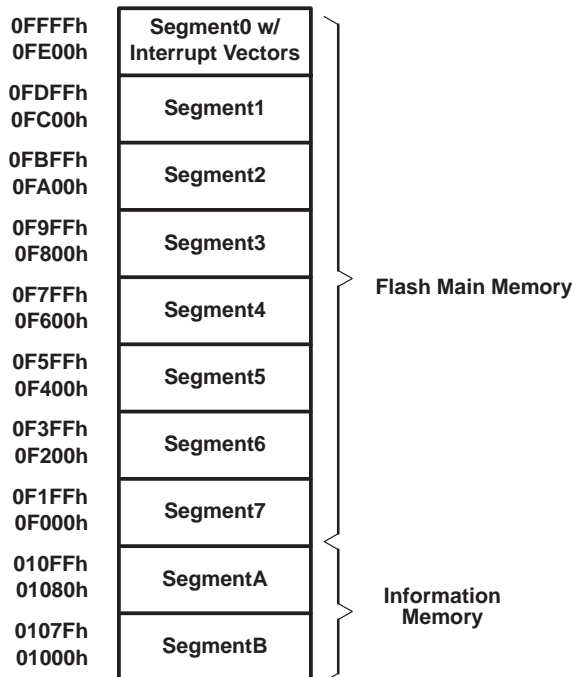 0FFFFh
0FE00h
Segment0 w/
Interrupt Vectors
0FDFFh
0FC00h
Segment1
0FBFFh
0FA00h
Segment2
0F9FFh
0F800h
Segment3
0F7FFh
0F600h
Segment4
0F5FFh
0F400h
Segment5
0F3FFh
0F200h
Segment6
0F1FFh
0F000h
Segment7
Flash Main Memory
010FFh
01080h
SegmentA
0107Fh
01000h
SegmentB
Information
Memory